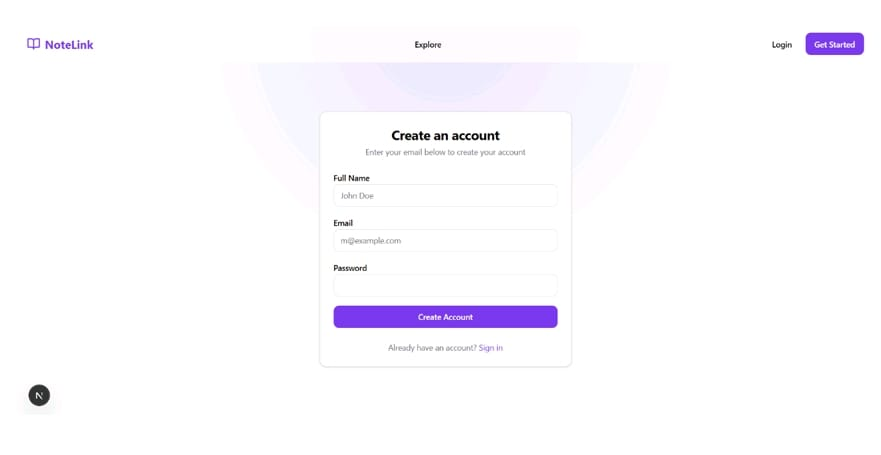 NoteLink
Explore
Login
Get Started
Create an account
Enter your email below to create your account
Full Name
John Doe
Email
m@example.com
Password
Create Account
Already have an account? Sign in
N